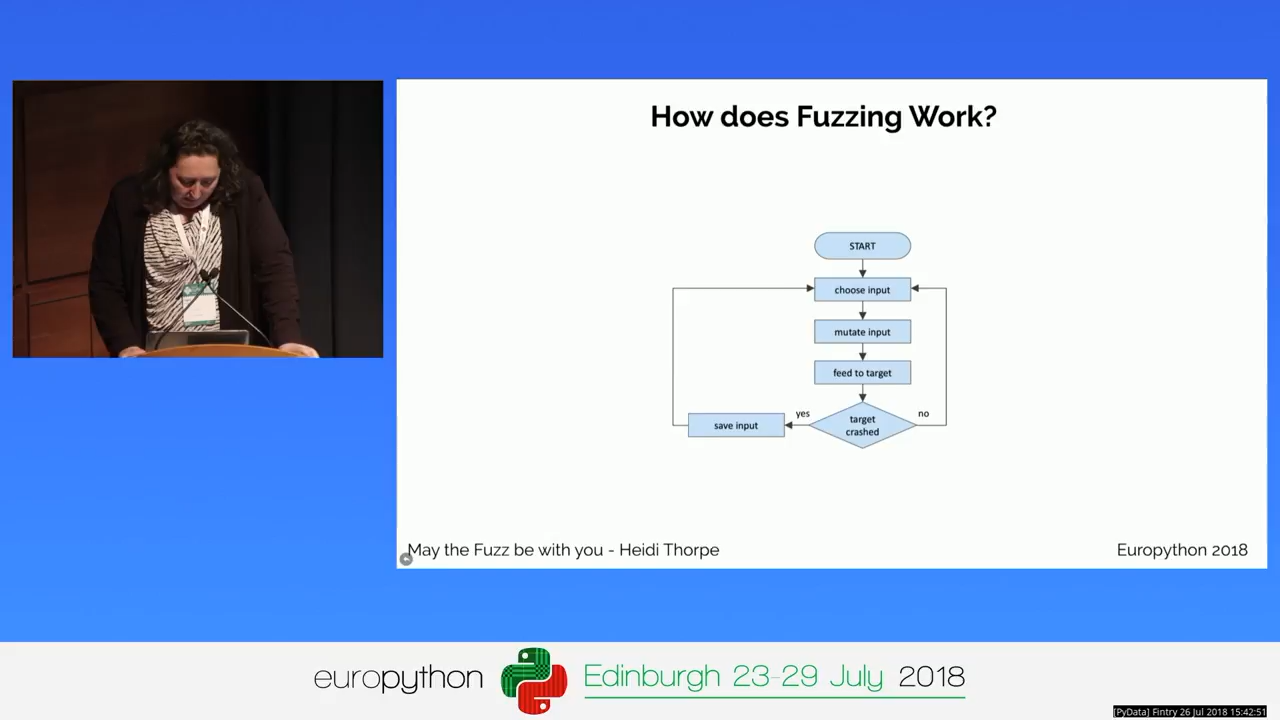 How does Fuzzing Work?
START
choose input
mutate input
feed to target
target
crashed
yes
no
save input
May the Fuzz be with you - Heidi Thorpe
Europython 2018
europython
Edinburgh 23-29 July 2018
[PyData] Fintry 26 Jul 2018 15:42:51